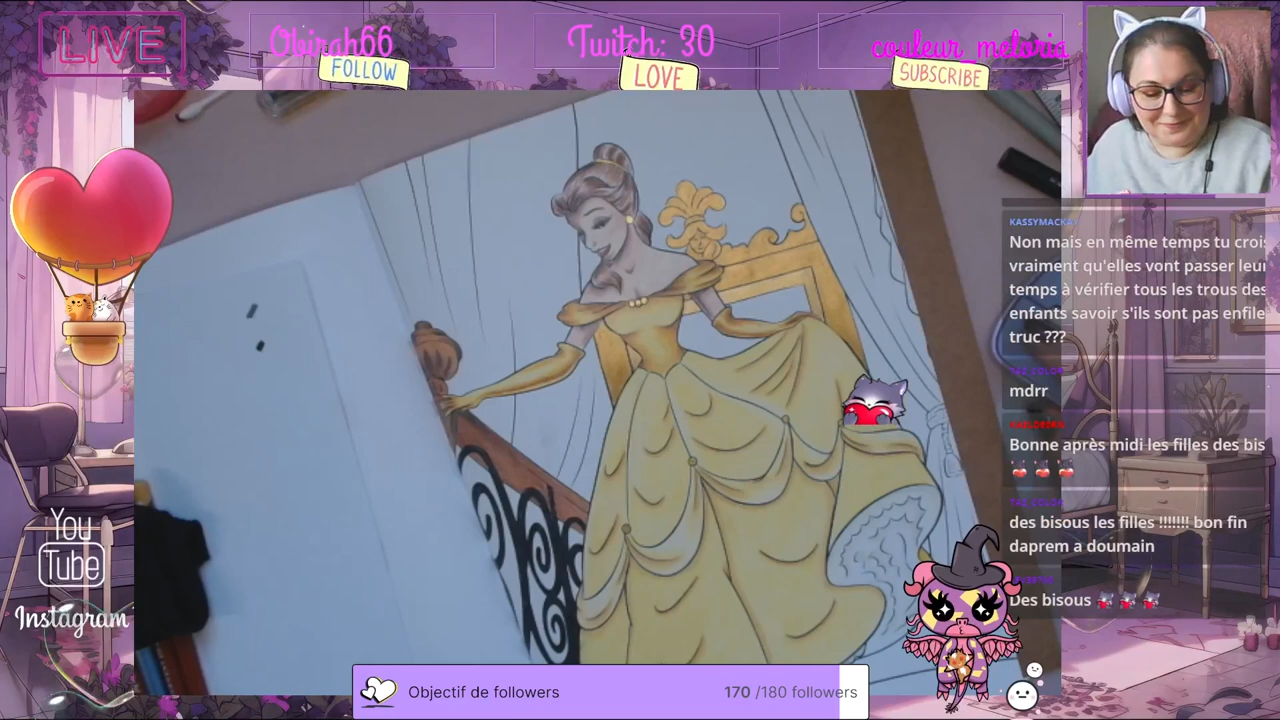 LIVE
Obirah66
FOLLOW
Twitch: 30
LOVE
couleur_meloria
SUBSCRIBE
Non mais en même temps tu crois
vraiment qu'elles vont passer leur
temps à vérifier tous les trous des
enfants savoir s'ils sont pas enfile
truc ???
mdrr
Bonne après midi les filles des bis
des bisous les filles !!!!!!! bon fin
daprem a doumain
Des bisous
You
Tube
Instagram
Objectif de followers
170 /180 followers